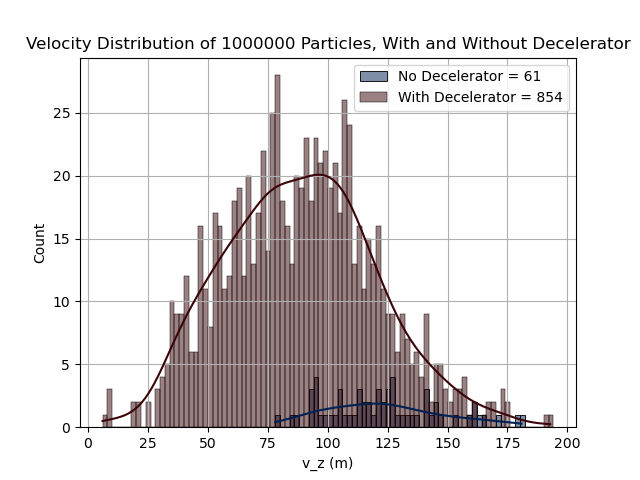 Velocity Distribution of 1000000 Particles, With and Without Decelerator
No Decelerator = 61
With Decelerator = 854
25
20
15
10
5
0
Count
0 25 50 75 100 125 150 175 200
v_z (m)